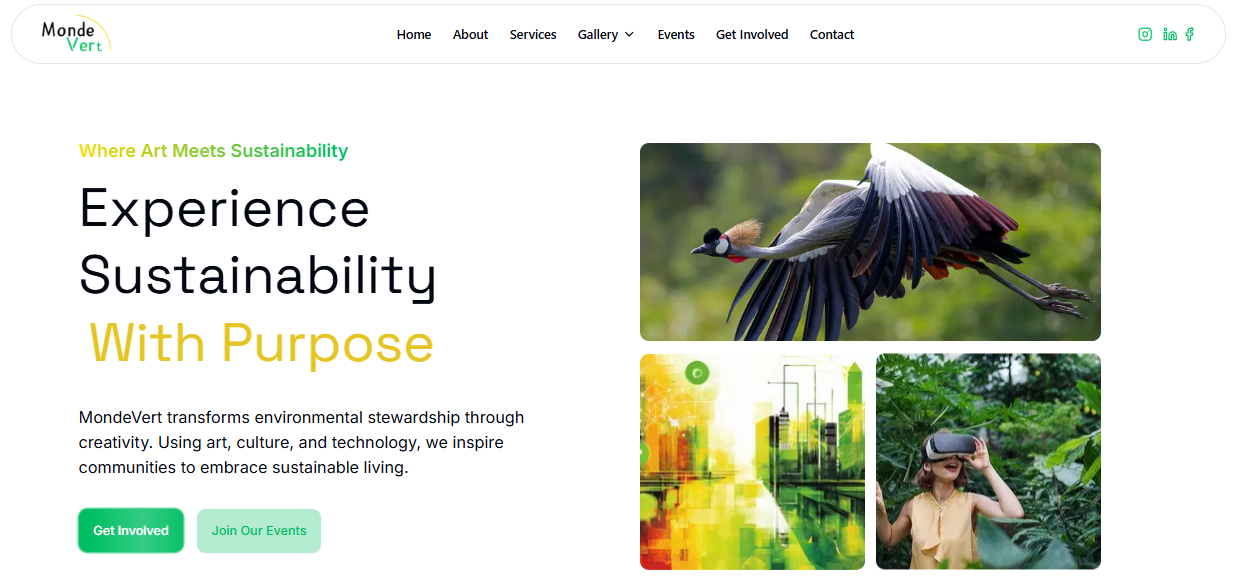 Monde
Vert
Home About Services Gallery Events Get Involved Contact
Where Art Meets Sustainability
Experience
Sustainability
With Purpose
MondeVert transforms environmental stewardship through
creativity. Using art, culture, and technology, we inspire
communities to embrace sustainable living.
Get Involved Join Our Events